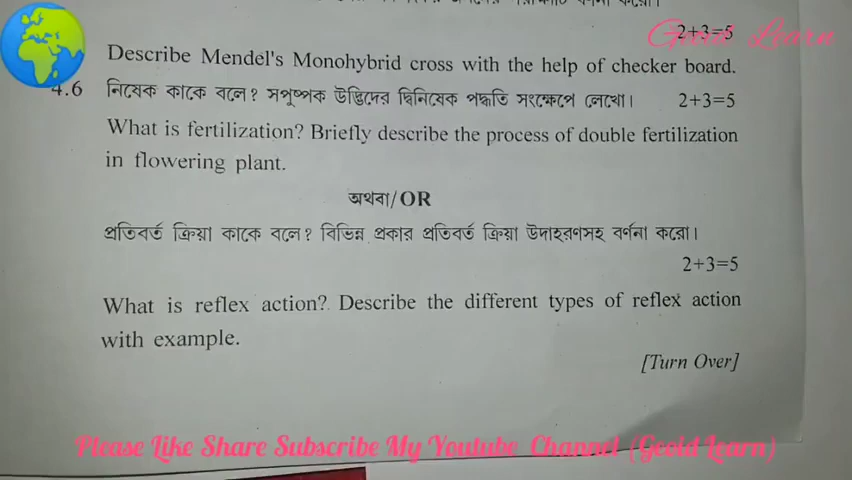 2+3=5
Geold Learn
Describe Mendel's Monohybrid cross with the help of checker board.
4.6 নিষেক কাকে বলে? সপুষ্পক উদ্ভিদের দ্বিনিষেক পদ্ধতি সংক্ষেপে লেখো। 2+3=5
What is fertilization? Briefly describe the process of double fertilization
in flowering plant.
অথবা/OR
প্রতিবর্ত ক্রিয়া কাকে বলে? বিভিন্ন প্রকার প্রতিবর্ত ক্রিয়া উদাহরণসহ বর্ণনা করো।
2+3=5
What is reflex action? Describe the different types of reflex action
with example.
[Turn Over]
Please Like Share Subscribe My Youtube Channel (Geold Learn)